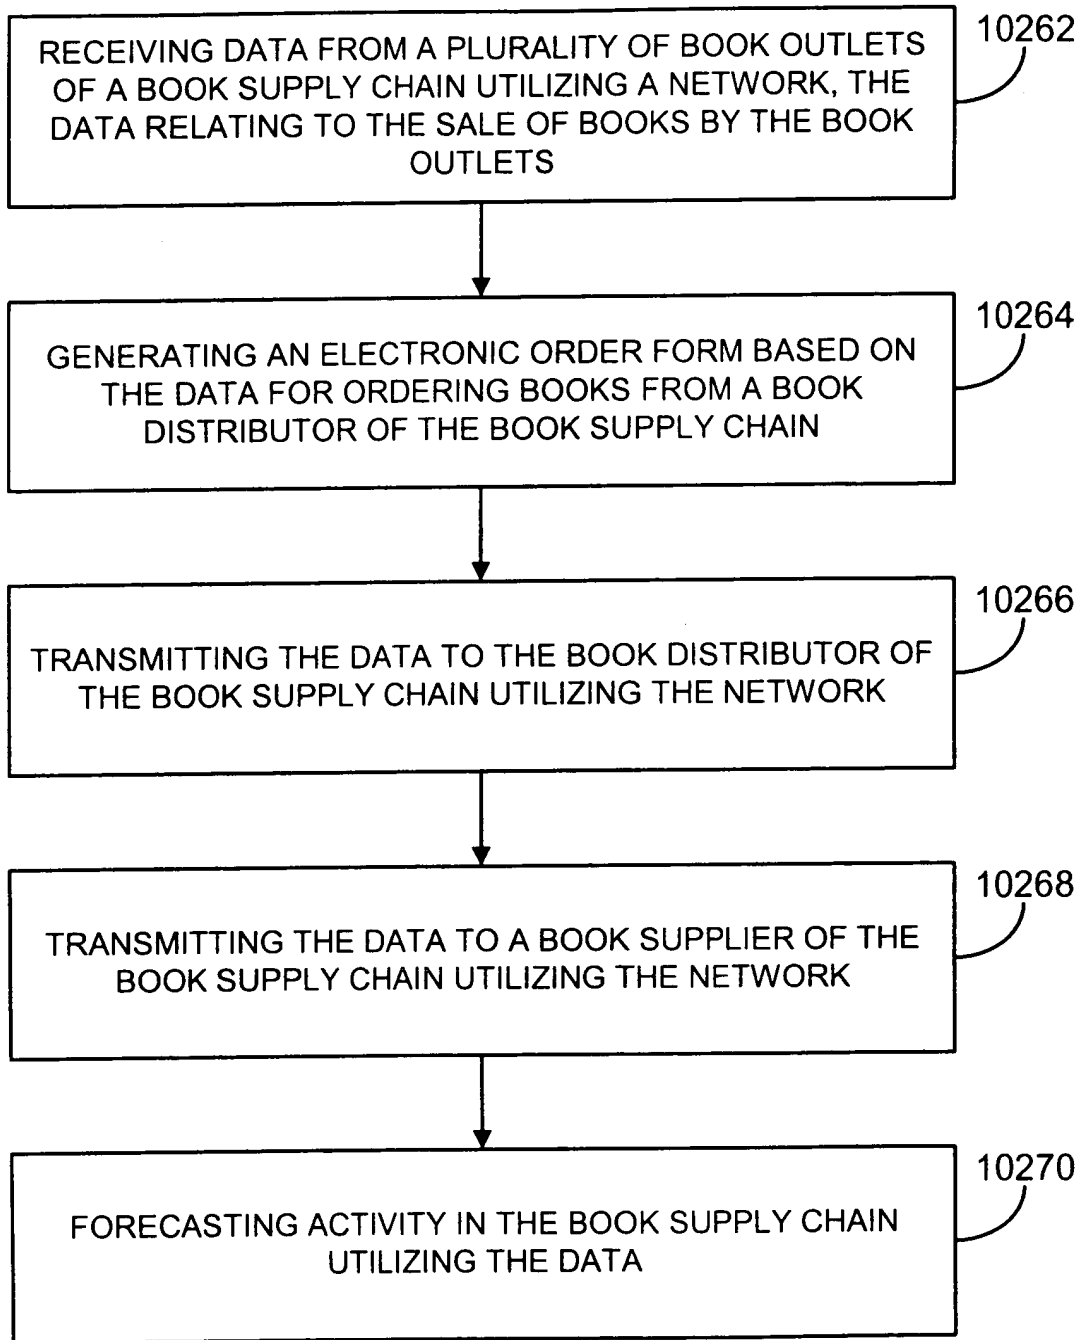 10262
RECEIVING DATA FROM A PLURALITY OF BOOK OUTLETS
OF A BOOK SUPPLY CHAIN UTILIZING A NETWORK, THE
DATA RELATING TO THE SALE OF BOOKS BY THE BOOK
OUTLETS
10264
GENERATING AN ELECTRONIC ORDER FORM BASED ON
THE DATA FOR ORDERING BOOKS FROM A BOOK
DISTRIBUTOR OF THE BOOK SUPPLY CHAIN
10266
TRANSMITTING THE DATA TO THE BOOK DISTRIBUTOR OF
THE BOOK SUPPLY CHAIN UTILIZING THE NETWORK
10268
TRANSMITTING THE DATA TO A BOOK SUPPLIER OF THE
BOOK SUPPLY CHAIN UTILIZING THE NETWORK
10270
FORECASTING ACTIVITY IN THE BOOK SUPPLY CHAIN
UTILIZING THE DATA